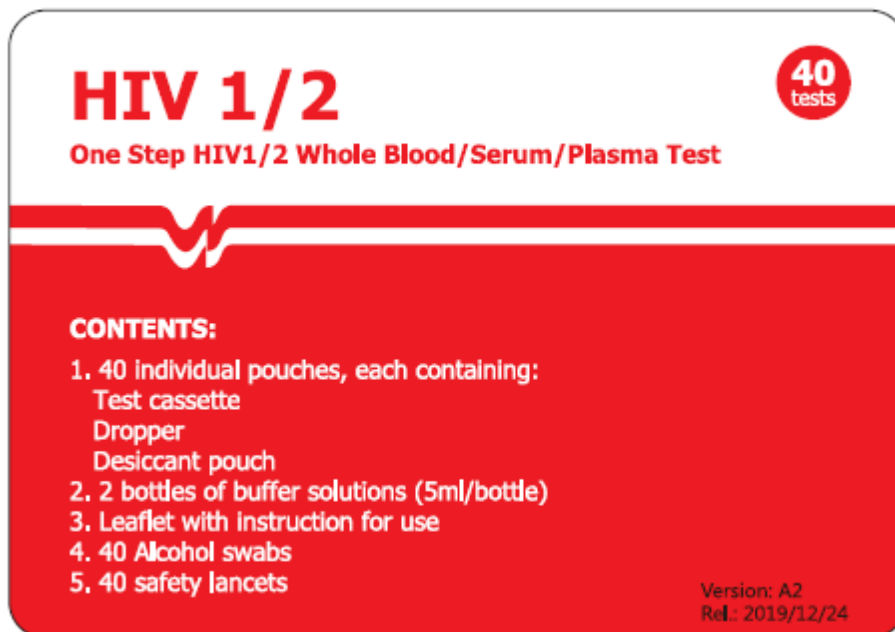 HIV 1/2
40
tests
One Step HIV1/2 Whole Blood/Serum/Plasma Test
CONTENTS:
1. 40 individual pouches, each containing:
Test cassette
Dropper
Desiccant pouch
2. 2 bottles of buffer solutions (5ml/bottle)
3. Leaflet with instruction for use
4. 40 Alcohol swabs
5. 40 safety lancets
Version: A2
Rel.: 2019/12/24